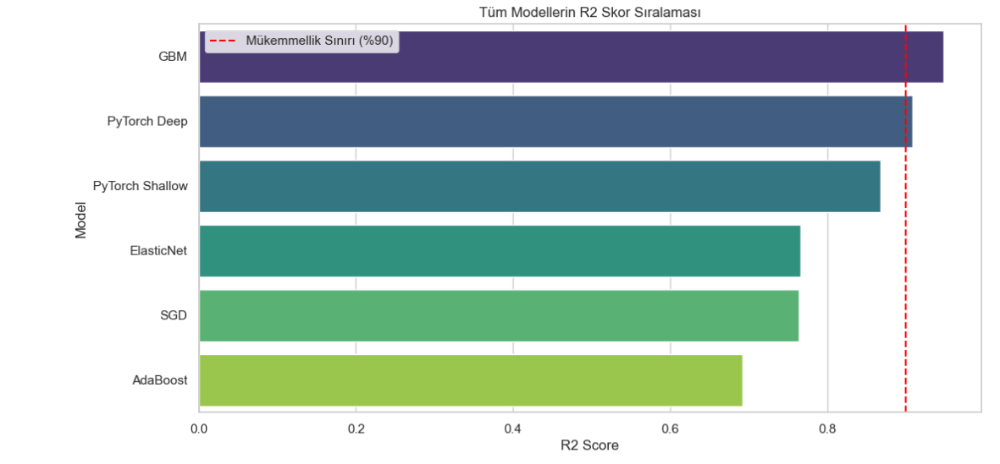 Tüm Modellerin R2 Skor Sıralaması
Mükemmellik Sınırı (%90)
GBM
PyTorch Deep
PyTorch Shallow
ElasticNet
SGD
AdaBoost
Model
0.0 0.2 0.4 0.6 0.8
R2 Score